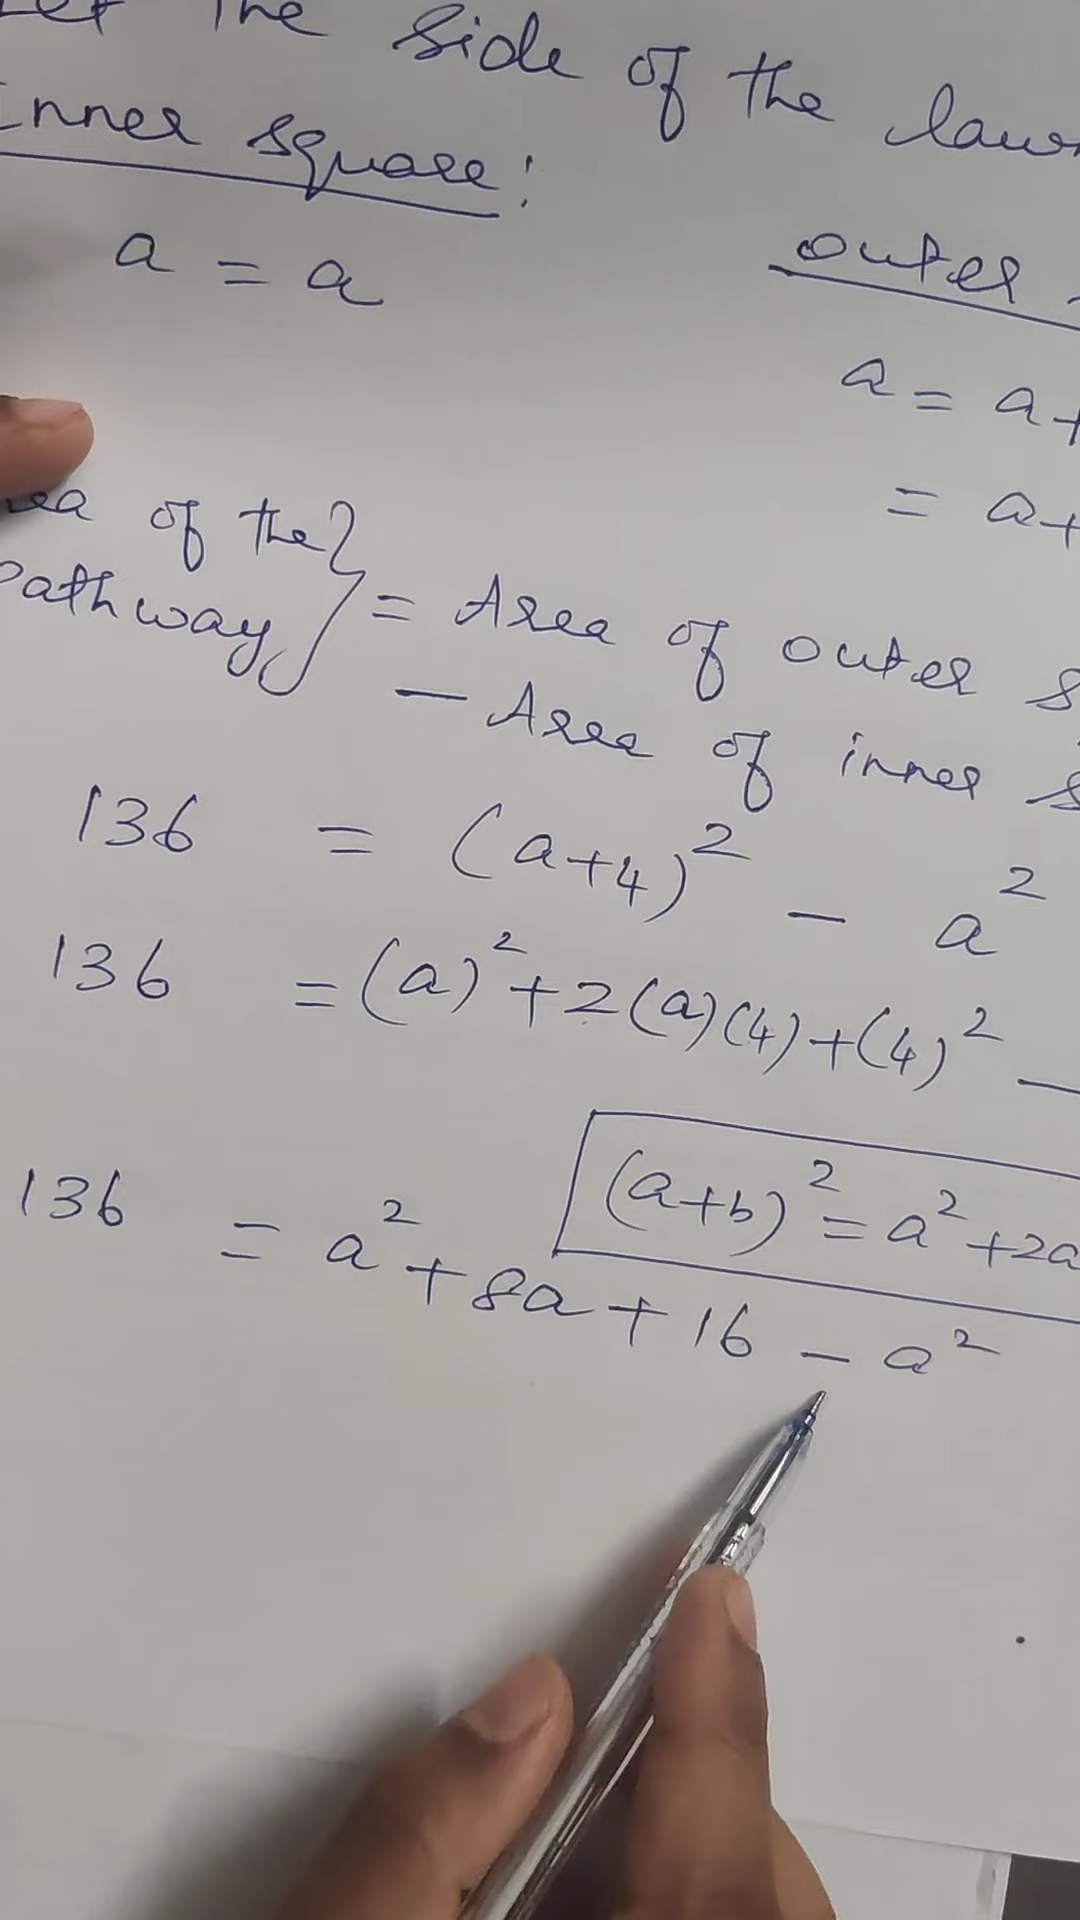 the side of the
inner square:
a = a
outer
a = a+
= a+
of the
pathway } = Area of outer
— Area of inner
136 = (a+4)² – a²
136 = (a)² + 2(a)(4) + (4)² –
(a+b)² = a² + 2a
136 = a² + 8a + 16 – a²